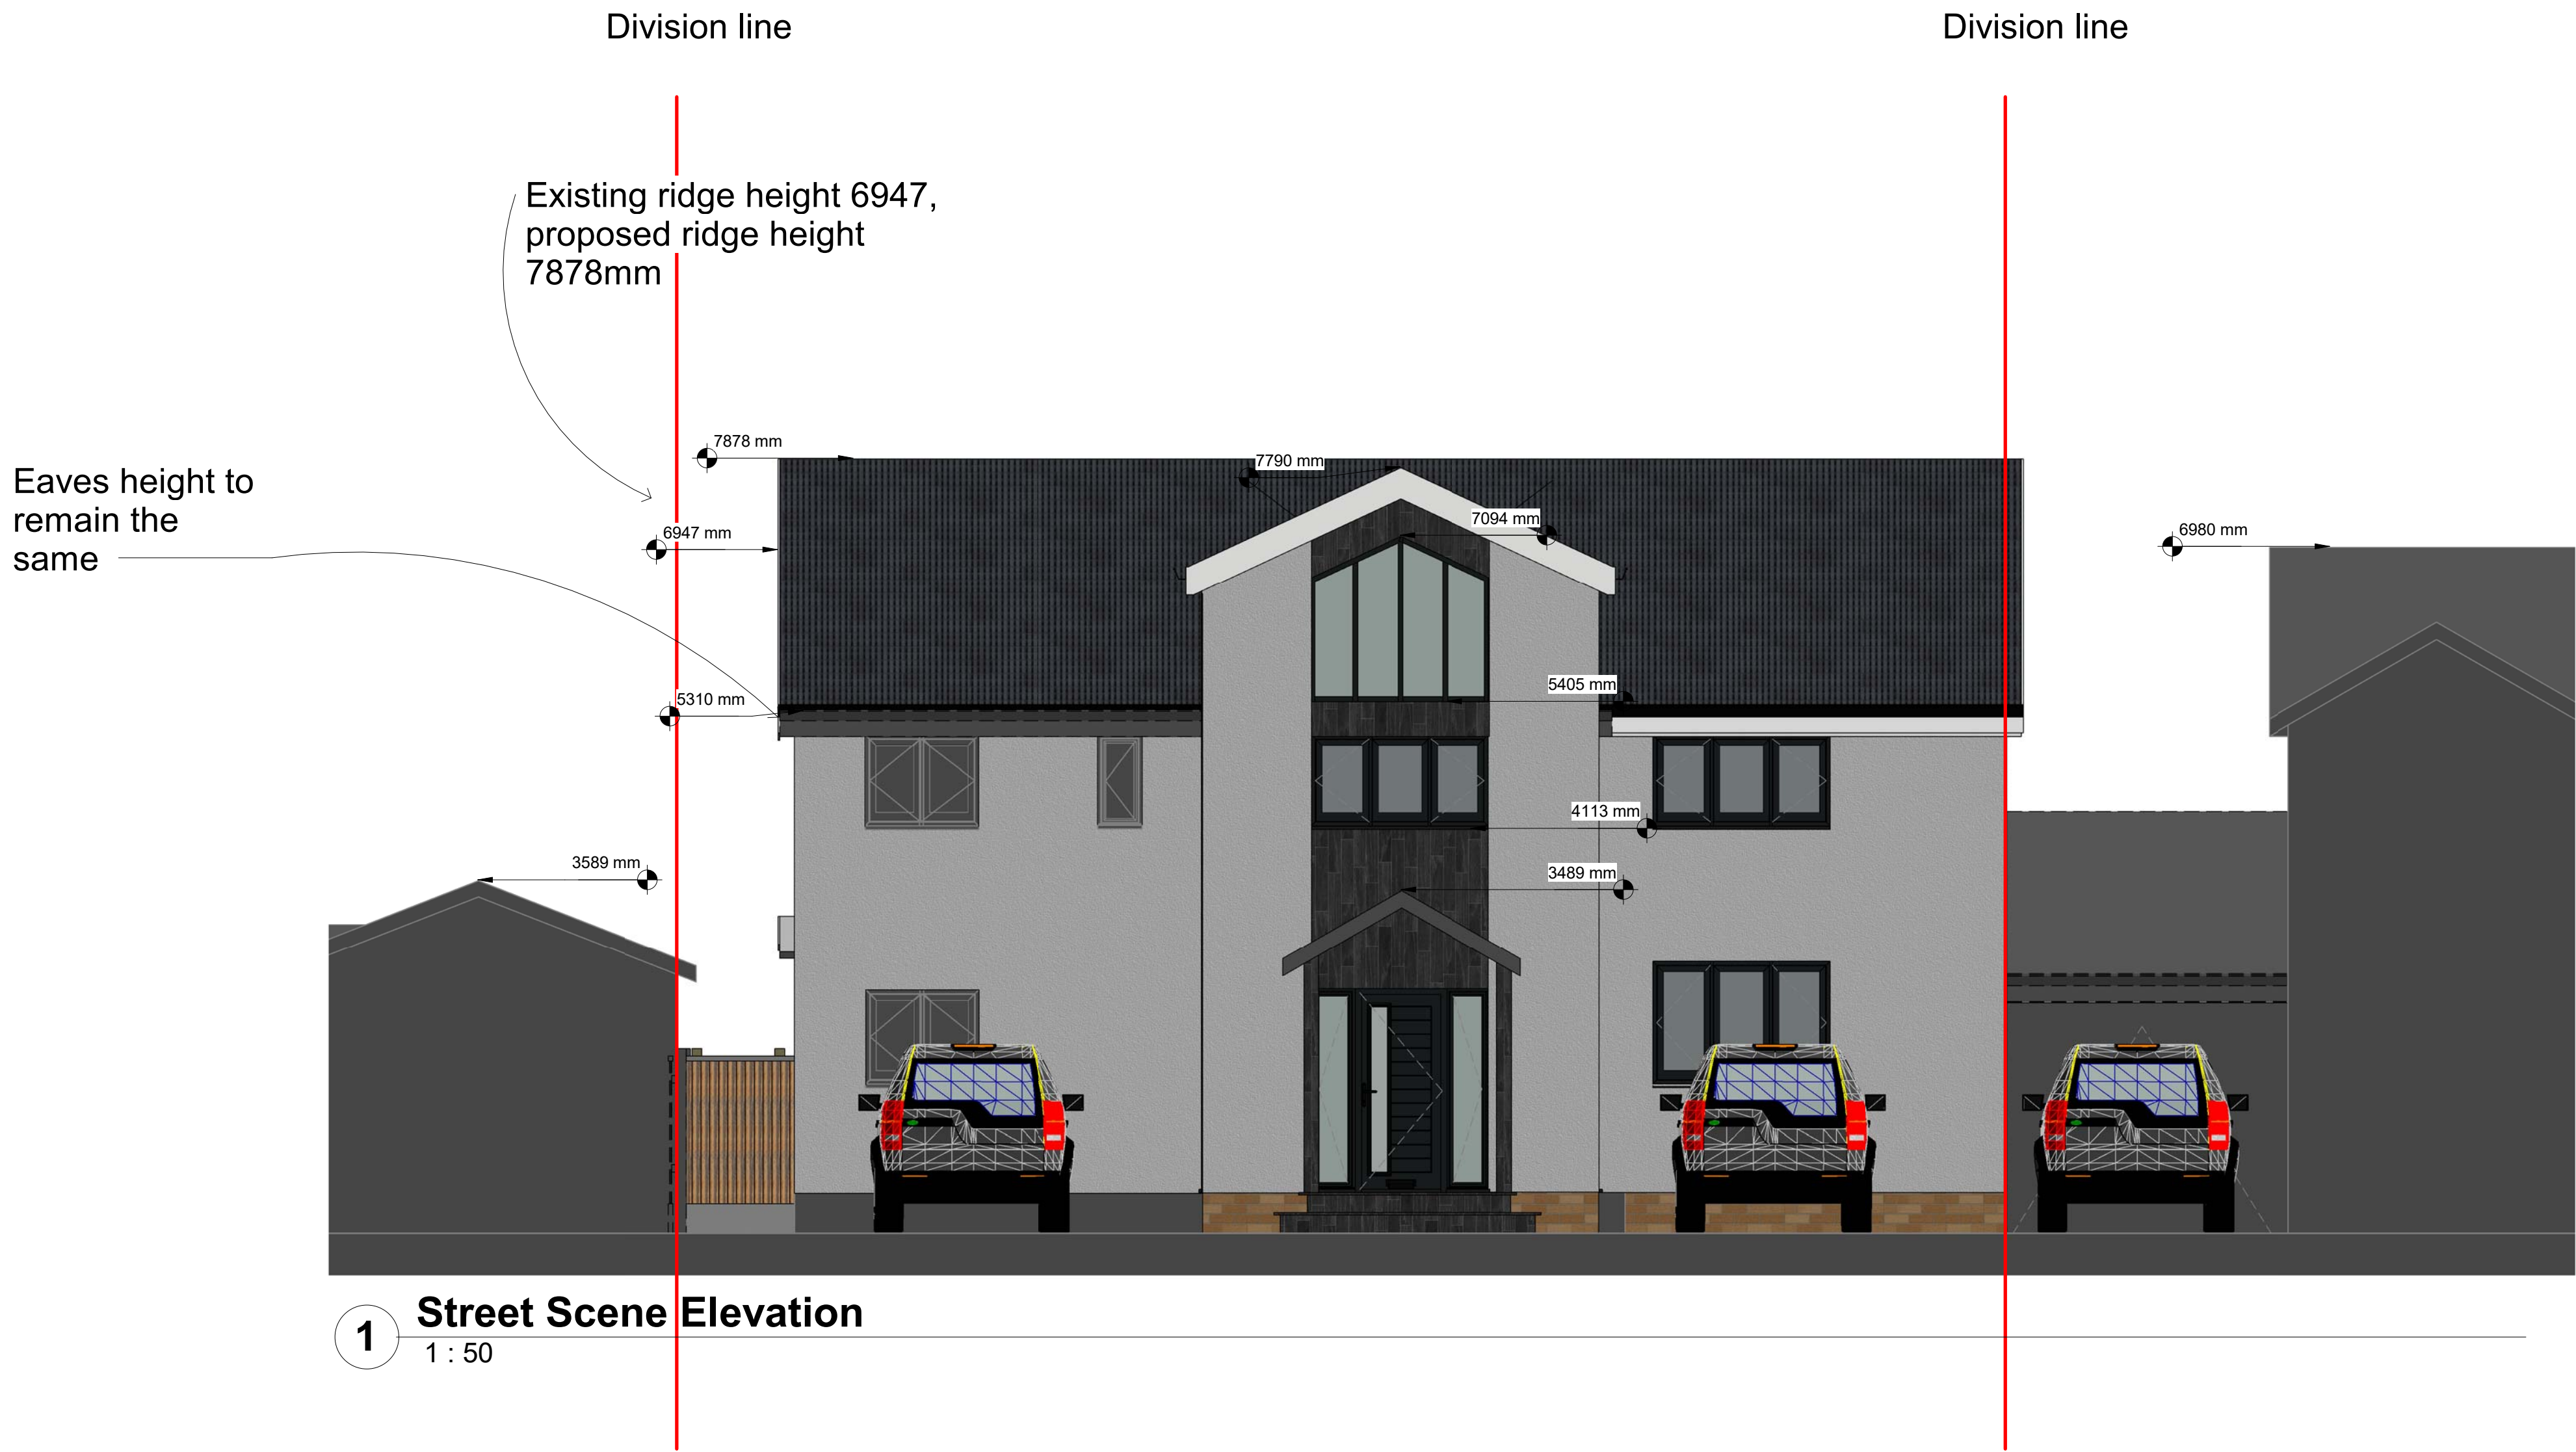 Division line
Division line
Existing ridge height 6947,
proposed ridge height
7878mm
7878 mm
7790 mm
Eaves height to
remain the
same
7094 mm
6947 mm
6980 mm
5405 mm
5310 mm
4113 mm
3589 mm
3489 mm
1
Street Scene Elevation
1 : 50